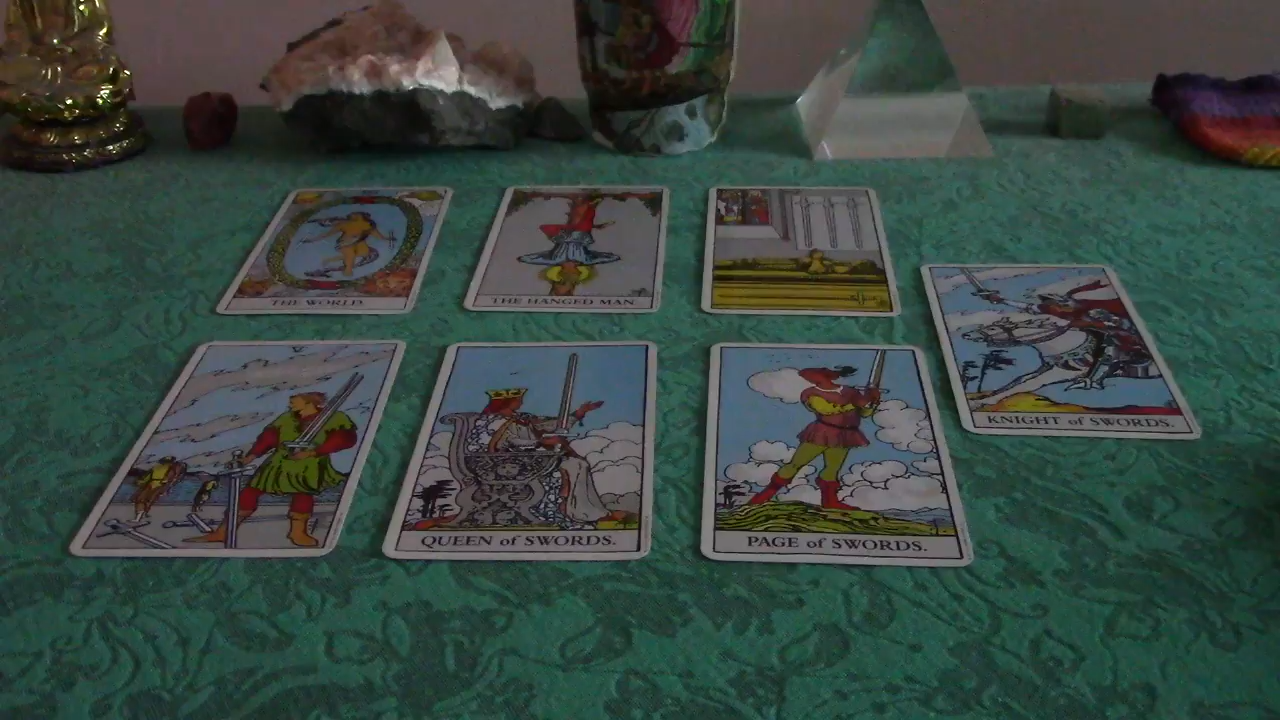 THE WORLD.
THE HANGED MAN.
KNIGHT of SWORDS.
V
QUEEN of SWORDS.
PAGE of SWORDS.